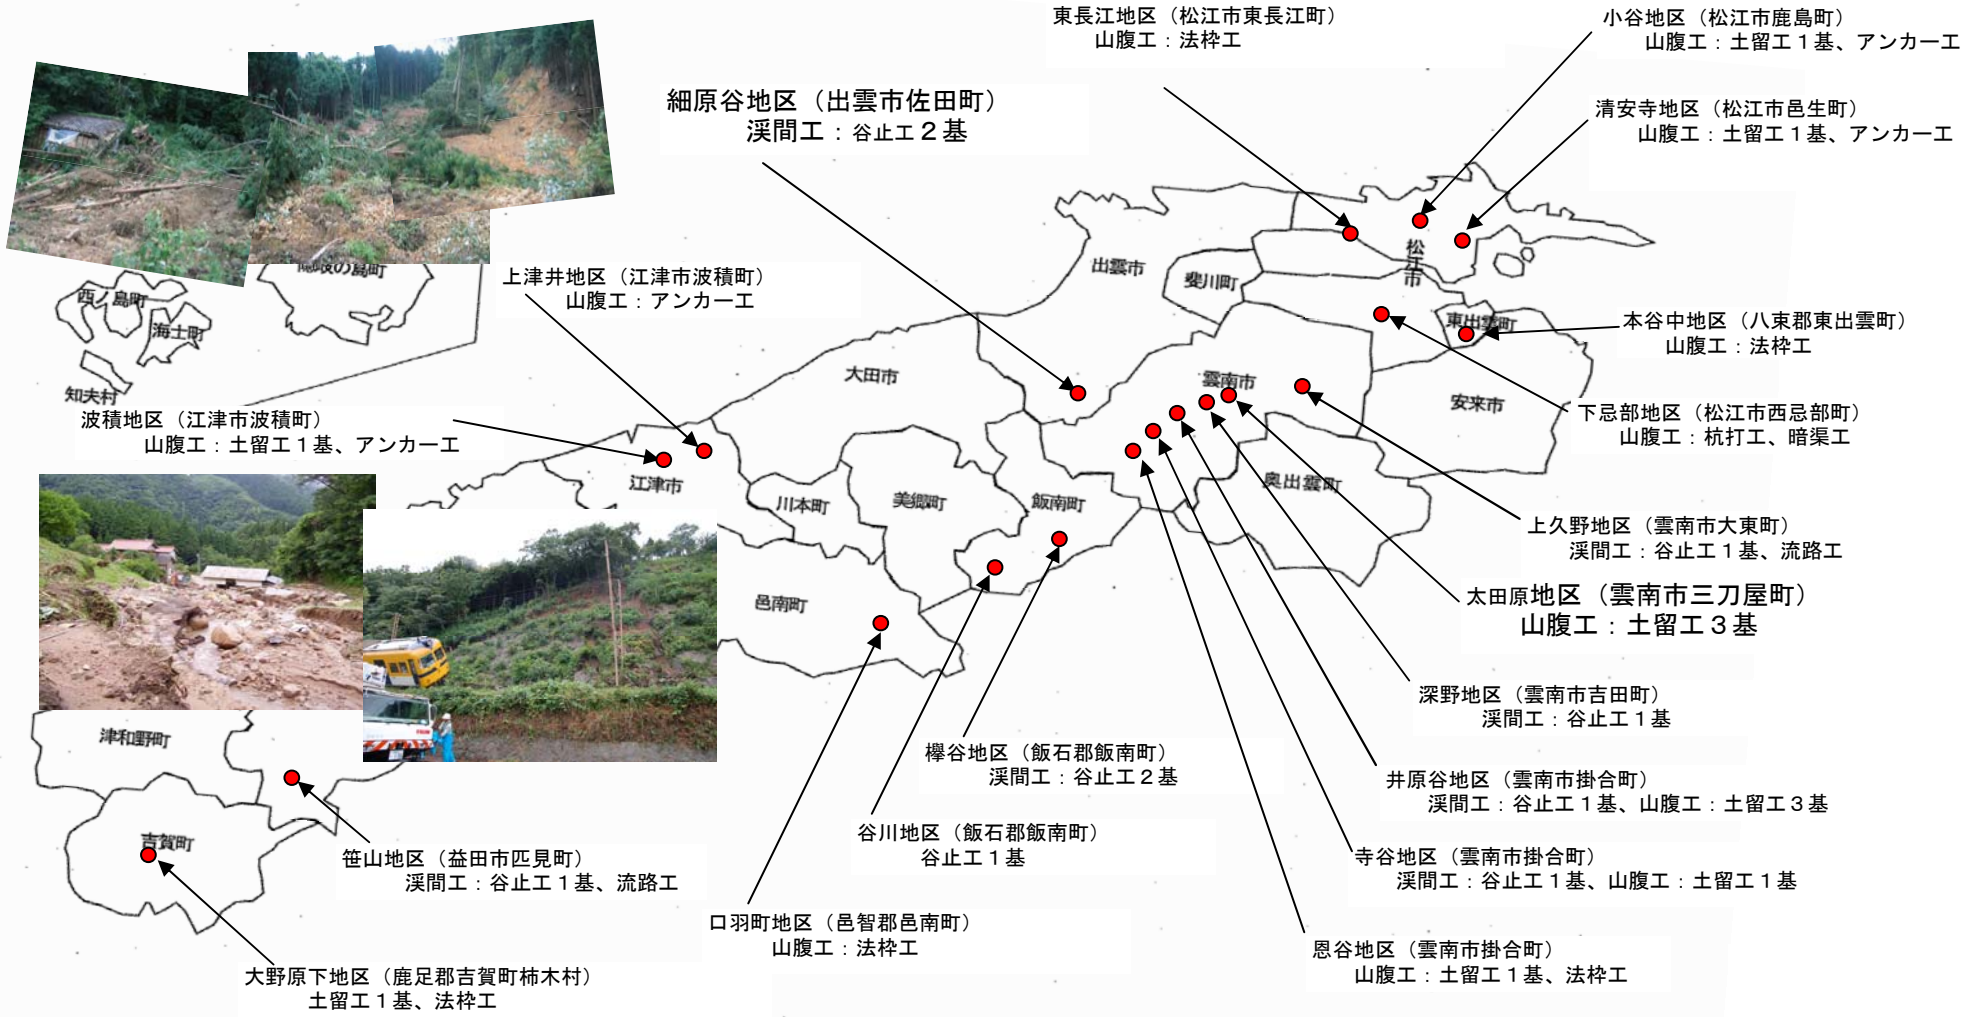 東長江地区（松江市東長江町）
山腹工：法枠工
小谷地区（松江市鹿島町）
山腹工：土留工１基、アンカー工
細原谷地区（出雲市佐田町）
渓間工：谷止工２基
清安寺地区（松江市邑生町）
山腹工：土留工１基、アンカー工
松江市
出雲市
斐川町
隠岐の島町
西ノ島町
海士町
知夫村
上津井地区（江津市波積町）
山腹工：アンカー工
東出雲町
本谷中地区（八束郡東出雲町）
山腹工：法枠工
大田市
雲南市
安来市
波積地区（江津市波積町）
山腹工：土留工１基、アンカー工
下忌部地区（松江市西忌部町）
山腹工：杭打工、暗渠工
江津市
川本町
美郷町
飯南町
奥出雲町
上久野地区（雲南市大東町）
渓間工：谷止工１基、流路工
邑南町
太田原地区（雲南市三刀屋町）
山腹工：土留工３基
深野地区（雲南市吉田町）
渓間工：谷止工１基
津和野町
欅谷地区（飯石郡飯南町）
渓間工：谷止工２基
井原谷地区（雲南市掛合町）
渓間工：谷止工１基、山腹工：土留工３基
谷川地区（飯石郡飯南町）
谷止工１基
吉賀町
笹山地区（益田市匹見町）
渓間工：谷止工１基、流路工
寺谷地区（雲南市掛合町）
渓間工：谷止工１基、山腹工：土留工１基
口羽町地区（邑智郡邑南町）
山腹工：法枠工
恩谷地区（雲南市掛合町）
山腹工：土留工１基、法枠工
大野原下地区（鹿足郡吉賀町柿木村）
土留工１基、法枠工